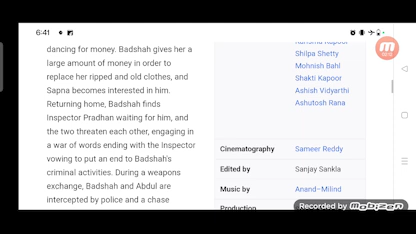 6:41
dancing for money. Badshah gives her a
large amount of money in order to
replace her ripped and old clothes, and
Sapna becomes interested in him.
Returning home, Badshah finds
Inspector Pradhan waiting for him, and
the two threaten each other, engaging in
a war of words ending with the Inspector
vowing to put an end to Badshah's
criminal activities. During a weapons
exchange, Badshah and Abdul are
intercepted by police and a chase
Karisma Kapoor
Shilpa Shetty
Mohnish Bahl
Shakti Kapoor
Ashish Vidyarthi
Ashutosh Rana
Cinematography Sameer Reddy
Edited by Sanjay Sankla
Music by Anand–Milind
Production
Recorded by Mobizen